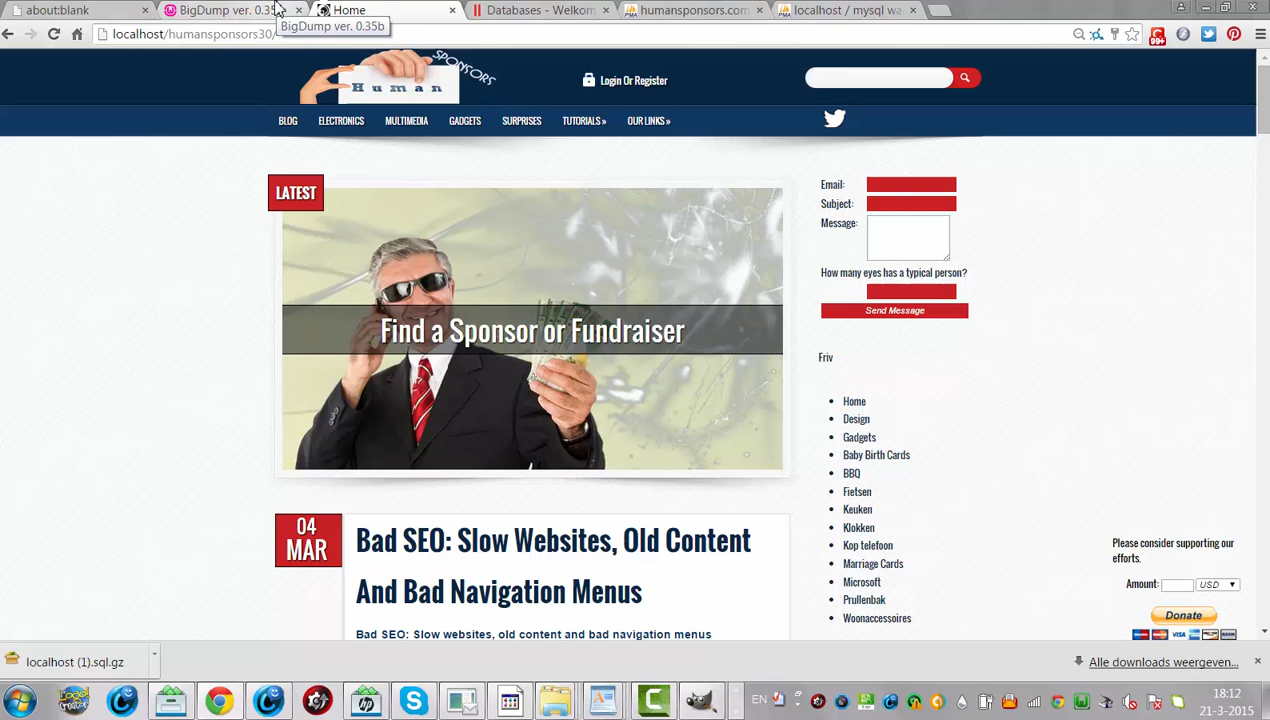 about:blank
BigDump ver. 0.35
Home
Databases - Welkom
humansponsors.com
localhost / mysql wa
BigDump ver. 0.35b
localhost/humansponsors30/
99+
SPONSORS
Human
Login Or Register
BLOG
ELECTRONICS
MULTIMEDIA
GADGETS
SURPRISES
TUTORIALS »
OUR LINKS »
LATEST
Find a Sponsor or Fundraiser
Email:
Subject:
Message:
How many eyes has a typical person?
Send Message
Friv
Home
Design
Gadgets
Baby Birth Cards
BBQ
Fietsen
Keuken
Klokken
Kop telefoon
Marriage Cards
Microsoft
Prullenbak
Woonaccessoires
04
MAR
Bad SEO: Slow Websites, Old Content
And Bad Navigation Menus
Bad SEO: Slow websites, old content and bad navigation menus
Please consider supporting our
efforts.
Amount:
USD
Donate
localhost (1).sql.gz
Alle downloads weergeven...
EN
18:12
21-3-2015